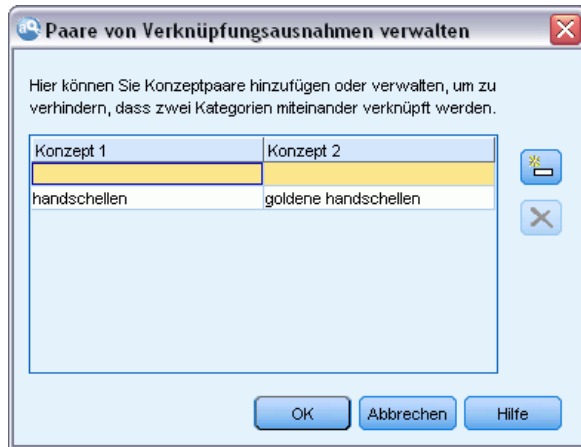 Paare von Verknüpfungsausnahmen verwalten
Hier können Sie Konzeptpaare hinzufügen oder verwalten, um zu
verhindern, dass zwei Kategorien miteinander verknüpft werden.
Konzept 1 Konzept 2
handschellen goldene handschellen
OK Abbrechen Hilfe